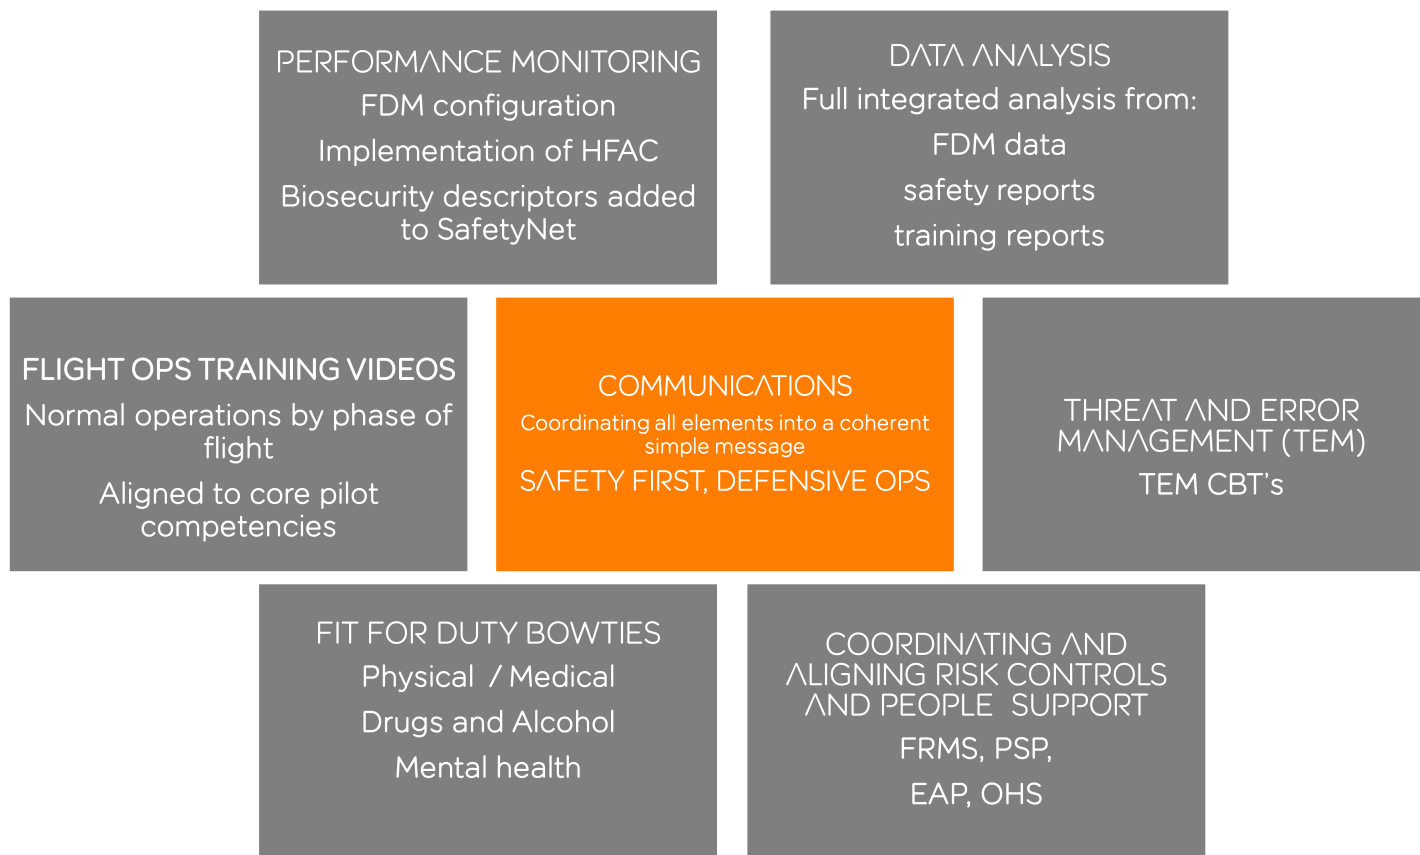 PERFORMANCE MONITORING
FDM configuration
Implementation of HFAC
Biosecurity descriptors added
to SafetyNet
DATA ANALYSIS
Full integrated analysis from:
FDM data
safety reports
training reports
FLIGHT OPS TRAINING VIDEOS
Normal operations by phase of
flight
Aligned to core pilot
competencies
COMMUNICATIONS
Coordinating all elements into a coherent
simple message
SAFETY FIRST, DEFENSIVE OPS
THREAT AND ERROR
MANAGEMENT (TEM)
TEM CBT's
FIT FOR DUTY BOWTIES
Physical / Medical
Drugs and Alcohol
Mental health
COORDINATING AND
ALIGNING RISK CONTROLS
AND PEOPLE SUPPORT
FRMS, PSP,
EAP, OHS